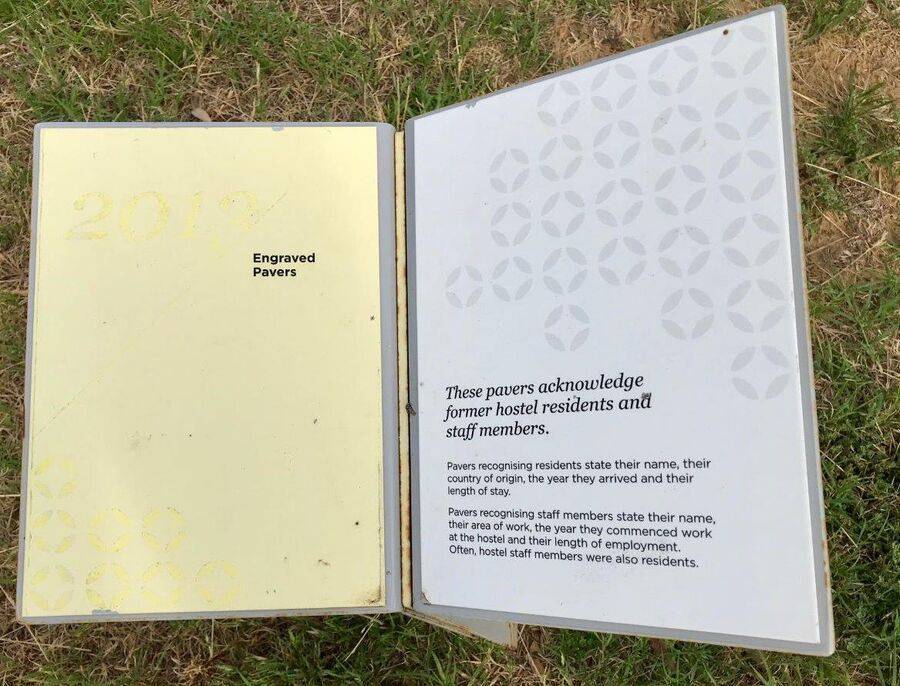 2013
Engraved
Pavers
These pavers acknowledge
former hostel residents and
staff members.
Pavers recognising residents state their name, their
country of origin, the year they arrived and their
length of stay.
Pavers recognising staff members state their name,
their area of work, the year they commenced work
at the hostel and their length of employment.
Often, hostel staff members were also residents.